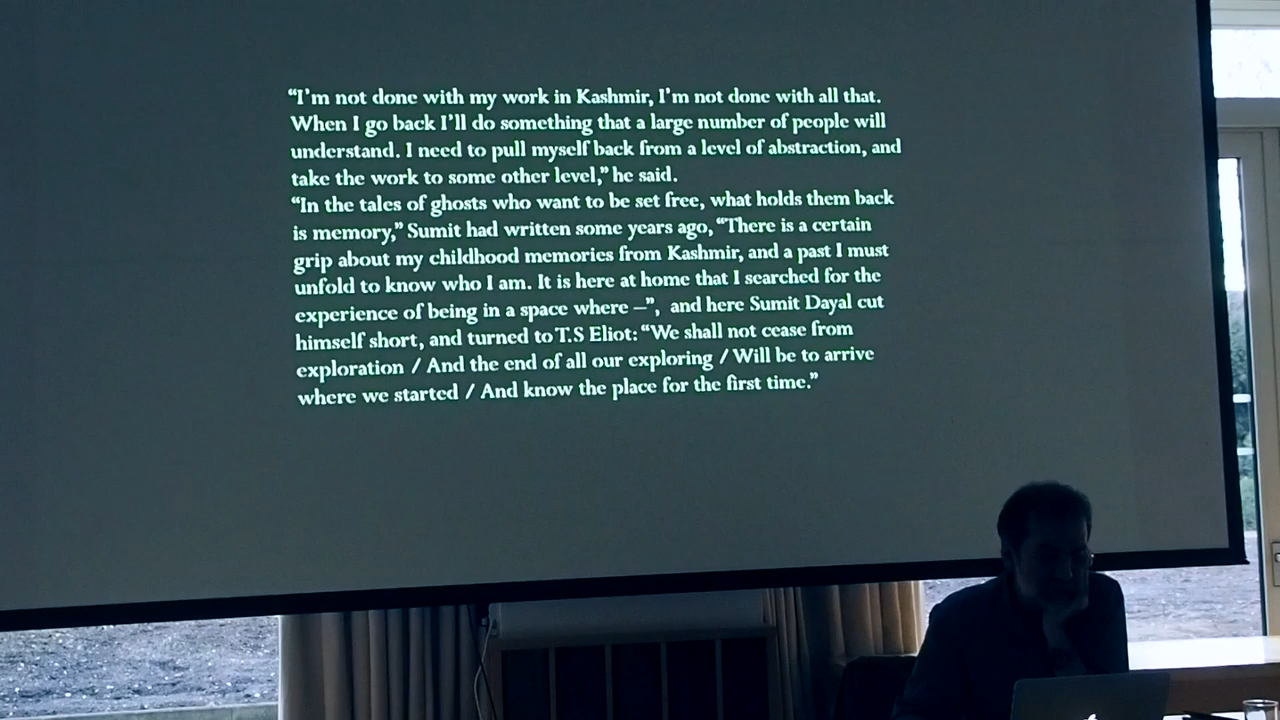 “I’m not done with my work in Kashmir, I’m not done with all that.
When I go back I’ll do something that a large number of people will
understand. I need to pull myself back from a level of abstraction, and
take the work to some other level,” he said.
“In the tales of ghosts who want to be set free, what holds them back
is memory,” Sumit had written some years ago, “There is a certain
grip about my childhood memories from Kashmir, and a past I must
unfold to know who I am. It is here at home that I searched for the
experience of being in a space where –”, and here Sumit Dayal cut
himself short, and turned to T.S Eliot: “We shall not cease from
exploration / And the end of all our exploring / Will be to arrive
where we started / And know the place for the first time.”